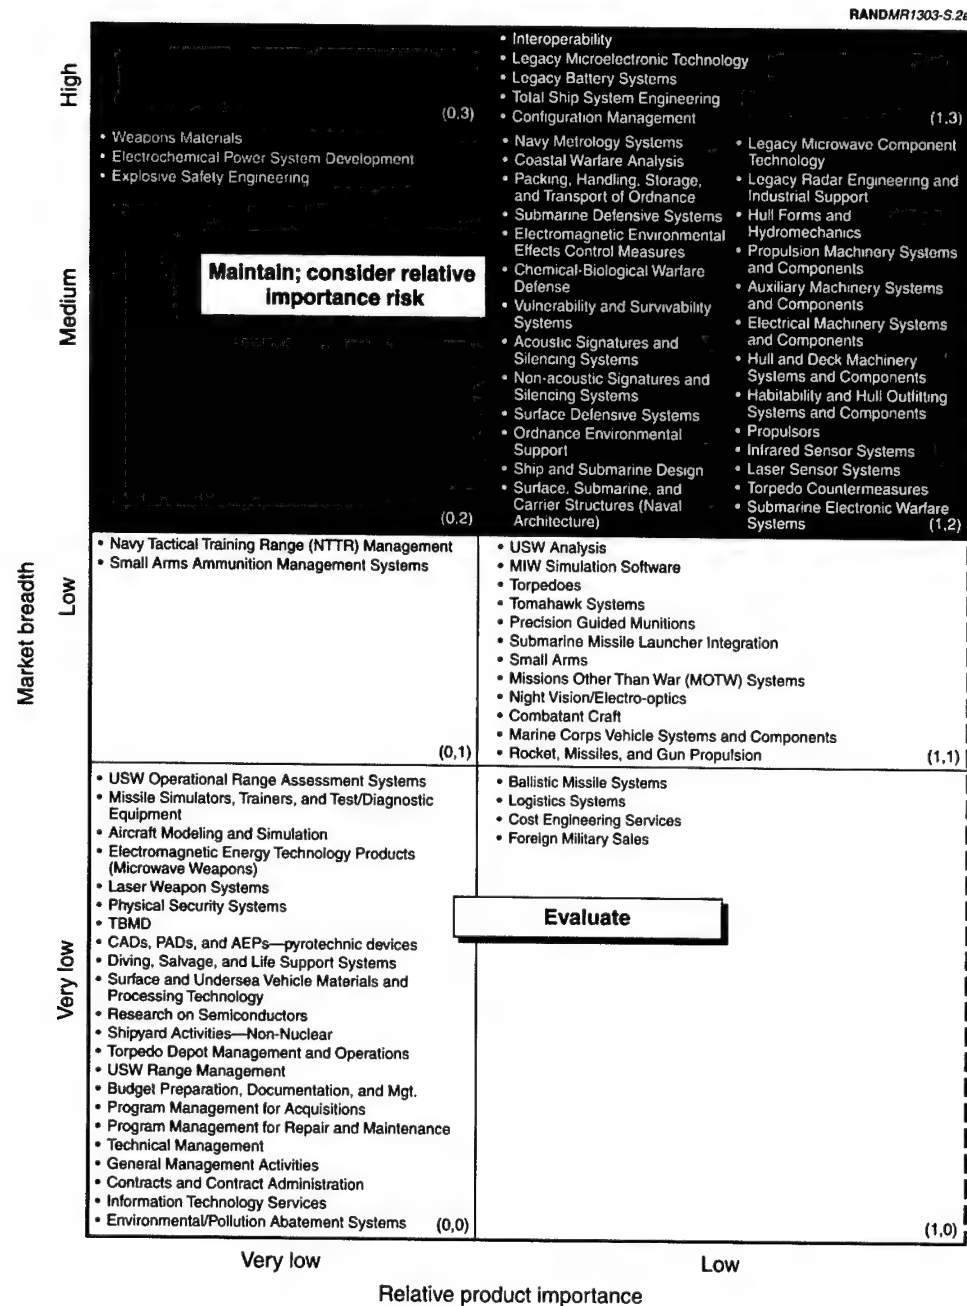 RANDMR1303-S.2a
High
(0.3)
• Interoperability
• Legacy Microelectronic Technology
• Legacy Battery Systems
• Total Ship System Engineering
• Configuration Management
(1.3)
• Weapons Materials
• Electrochemical Power System Development
• Explosive Safety Engineering
Medium
Maintain; consider relative
importance risk
(0.2)
• Navy Metrology Systems
• Coastal Warfare Analysis
• Packing, Handling, Storage,
and Transport of Ordnance
• Submarine Defensive Systems
• Electromagnetic Environmental
Effects Control Measures
• Chemical-Biological Warfare
Defense
• Vulnerability and Survivability
Systems
• Acoustic Signatures and
Silencing Systems
• Non-acoustic Signatures and
Silencing Systems
• Surface Defensive Systems
• Ordnance Environmental
Support
• Ship and Submarine Design
• Surface, Submarine, and
Carrier Structures (Naval
Architecture)
• Legacy Microwave Component
Technology
• Legacy Radar Engineering and
Industrial Support
• Hull Forms and
Hydromechanics
• Propulsion Machinery Systems
and Components
• Auxiliary Machinery Systems
and Components
• Electrical Machinery Systems
and Components
• Hull and Deck Machinery
Systems and Components
• Habitability and Hull Outfitting
Systems and Components
• Propulsors
• Infrared Sensor Systems
• Laser Sensor Systems
• Torpedo Countermeasures
• Submarine Electronic Warfare
Systems
(1,2)
Market breadth
Low
• Navy Tactical Training Range (NTTR) Management
• Small Arms Ammunition Management Systems
(0,1)
• USW Analysis
• MIW Simulation Software
• Torpedoes
• Tomahawk Systems
• Precision Guided Munitions
• Submarine Missile Launcher Integration
• Small Arms
• Missions Other Than War (MOTW) Systems
• Night Vision/Electro-optics
• Combatant Craft
• Marine Corps Vehicle Systems and Components
• Rocket, Missiles, and Gun Propulsion
(1,1)
Very low
• USW Operational Range Assessment Systems
• Missile Simulators, Trainers, and Test/Diagnostic
Equipment
• Aircraft Modeling and Simulation
• Electromagnetic Energy Technology Products
(Microwave Weapons)
• Laser Weapon Systems
• Physical Security Systems
• TBMD
• CADs, PADs, and AEPs—pyrotechnic devices
• Diving, Salvage, and Life Support Systems
• Surface and Undersea Vehicle Materials and
Processing Technology
• Research on Semiconductors
• Shipyard Activities—Non-Nuclear
• Torpedo Depot Management and Operations
• USW Range Management
• Budget Preparation, Documentation, and Mgt.
• Program Management for Acquisitions
• Program Management for Repair and Maintenance
• Technical Management
• General Management Activities
• Contracts and Contract Administration
• Information Technology Services
• Environmental/Pollution Abatement Systems
(0,0)
• Ballistic Missile Systems
• Logistics Systems
• Cost Engineering Services
• Foreign Military Sales
Evaluate
(1,0)
Very low
Low
Relative product importance